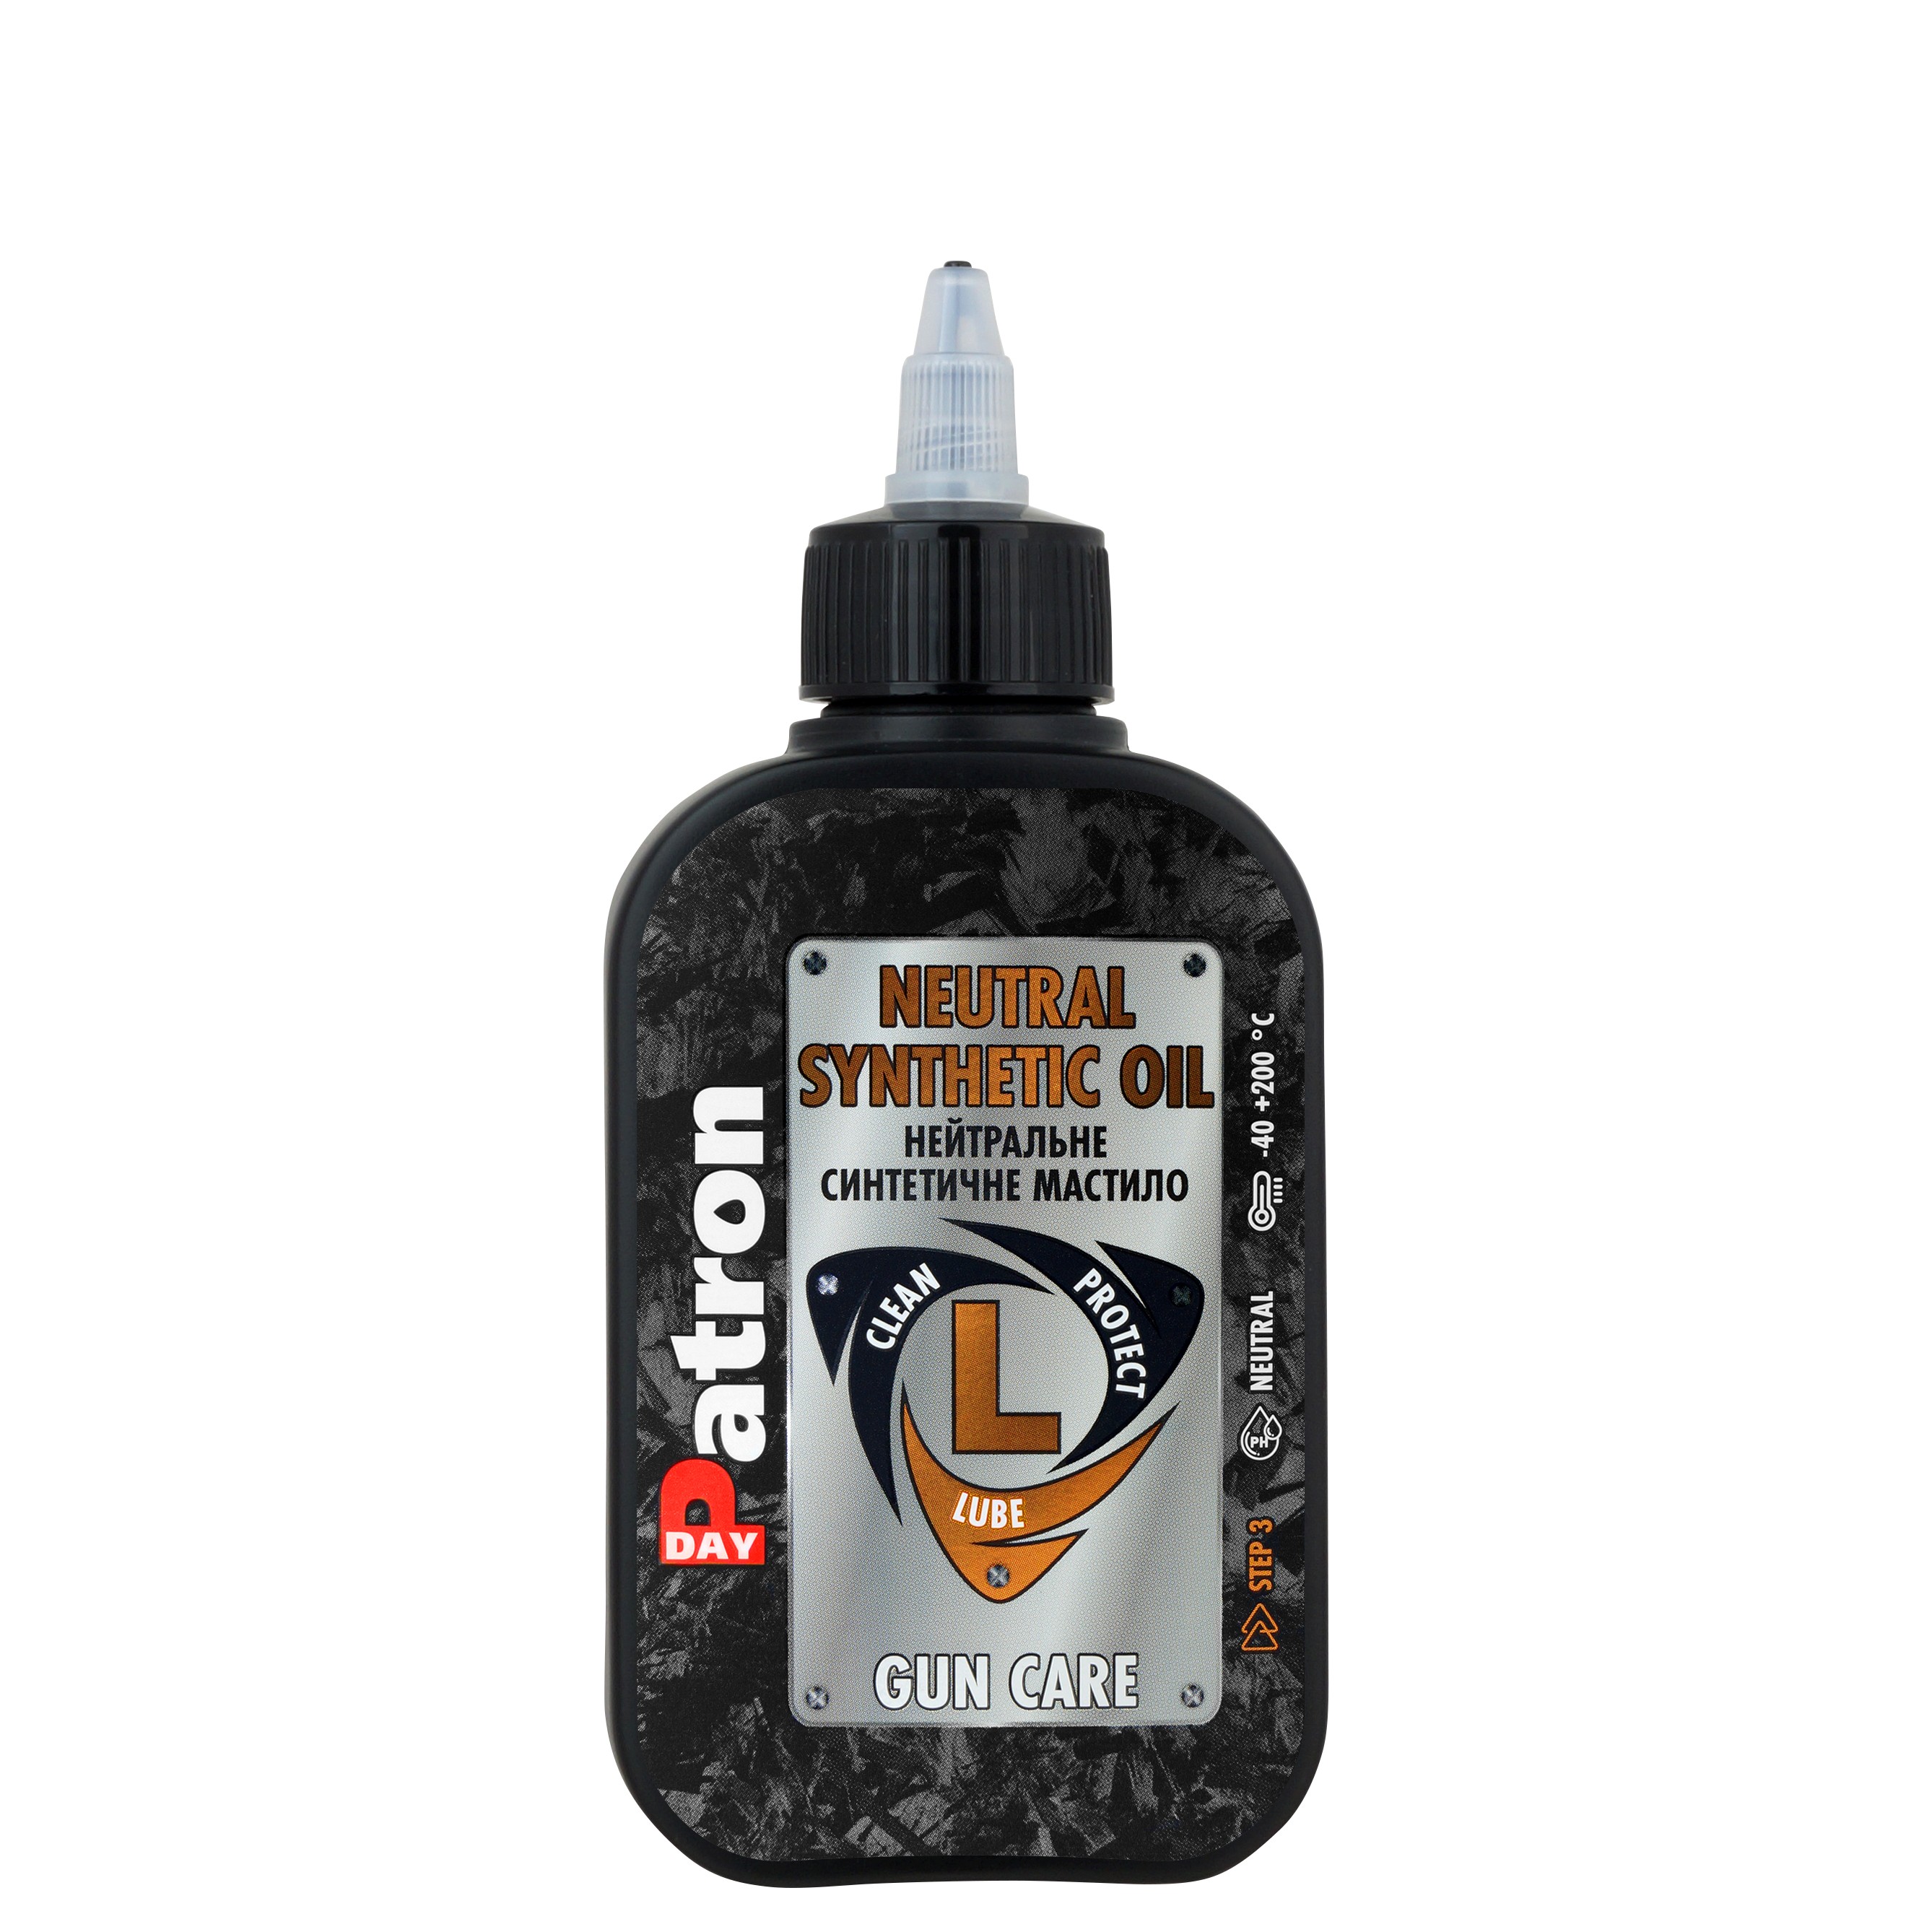 NEUTRAL
SYNTHETIC OIL
НЕЙТРАЛЬНЕ
СИНТЕТИЧНЕ МАСТИЛО
CLEAN
PROTECT
L
LUBE
GUN CARE
DAY Patron
STEP 3
PH NEUTRAL
-40 +200 °C